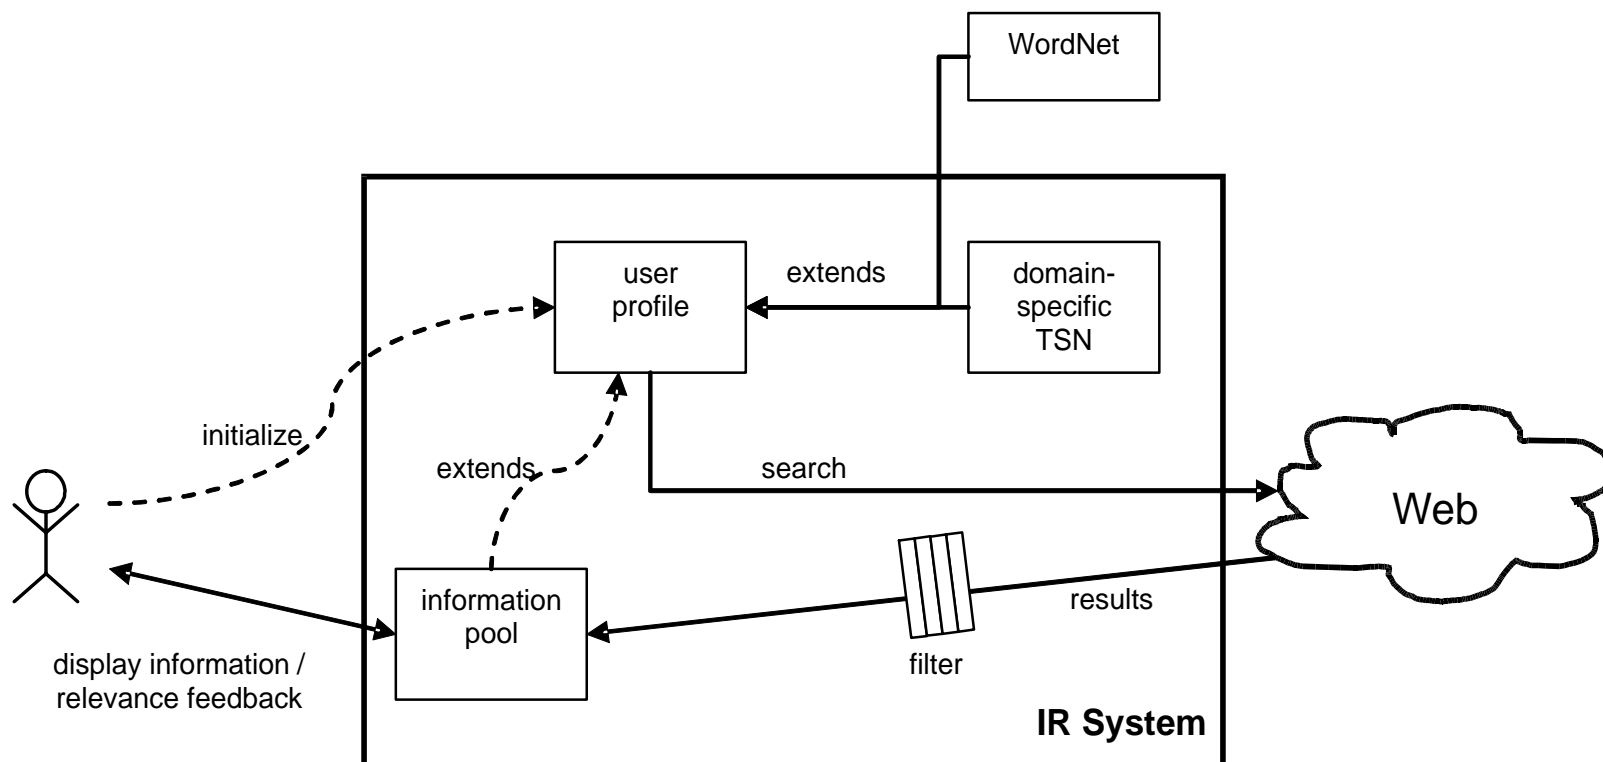 WordNet
user
profile
extends
domain-
specific
TSN
initialize
extends
search
Web
information
pool
results
filter
display information /
relevance feedback
IR System